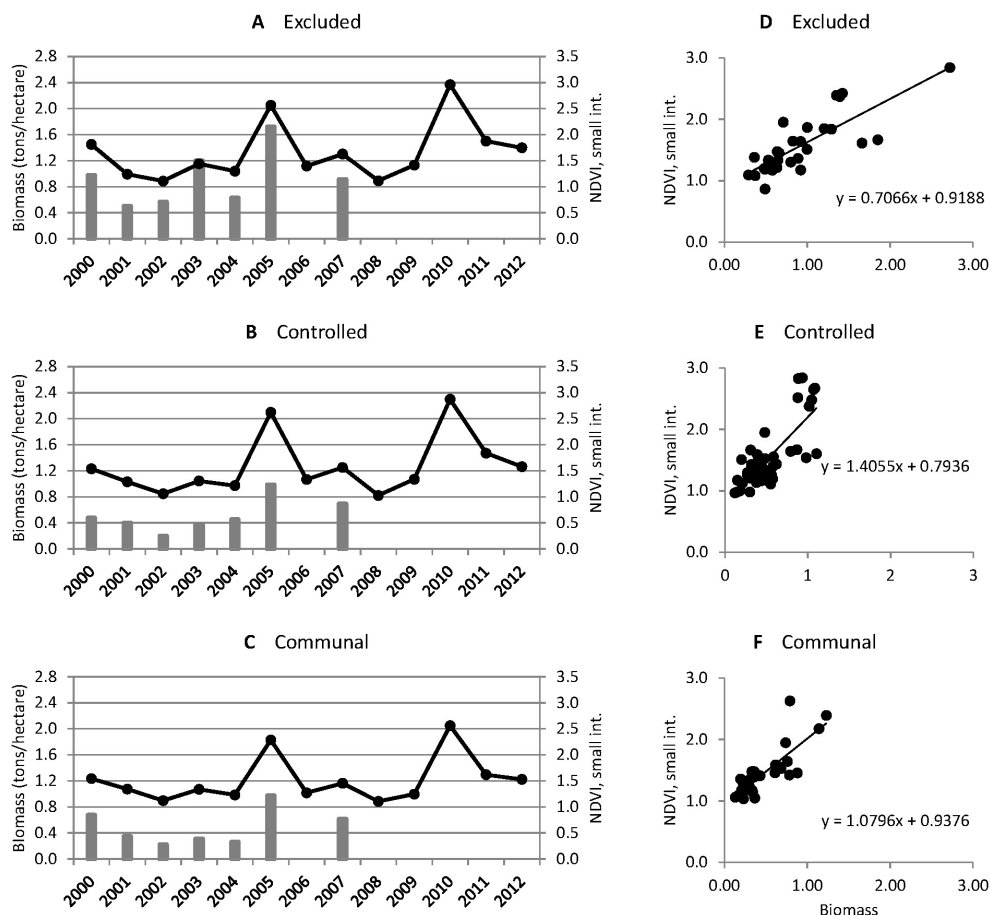 A Excluded
Biomass (tons/hectare)
2.8
2.4
2.0
1.6
1.2
0.8
0.4
0.0
3.5
3.0
2.5
2.0
1.5
1.0
0.5
0.0
NDVI, small int.
2000 2001 2002 2003 2004 2005 2006 2007 2008 2009 2010 2011 2012
D Excluded
NDVI, small int.
3.0
2.0
1.0
0.0
y = 0.7066x + 0.9188
0.00 1.00 2.00 3.00
B Controlled
Biomass (tons/hectare)
2.8
2.4
2.0
1.6
1.2
0.8
0.4
0.0
3.5
3.0
2.5
2.0
1.5
1.0
0.5
0.0
NDVI, small int.
2000 2001 2002 2003 2004 2005 2006 2007 2008 2009 2010 2011 2012
E Controlled
NDVI, small int.
3.0
2.0
1.0
0.0
y = 1.4055x + 0.7936
0 1 2 3
C Communal
BIomass (tons/hectare)
2.8
2.4
2.0
1.6
1.2
0.8
0.4
0.0
3.5
3.0
2.5
2.0
1.5
1.0
0.5
0.0
NDVI, small int.
2000 2001 2002 2003 2004 2005 2006 2007 2008 2009 2010 2011 2012
F Communal
NDVI, small int.
3.0
2.0
1.0
0.0
y = 1.0796x + 0.9376
0.00 1.00 2.00 3.00
Biomass